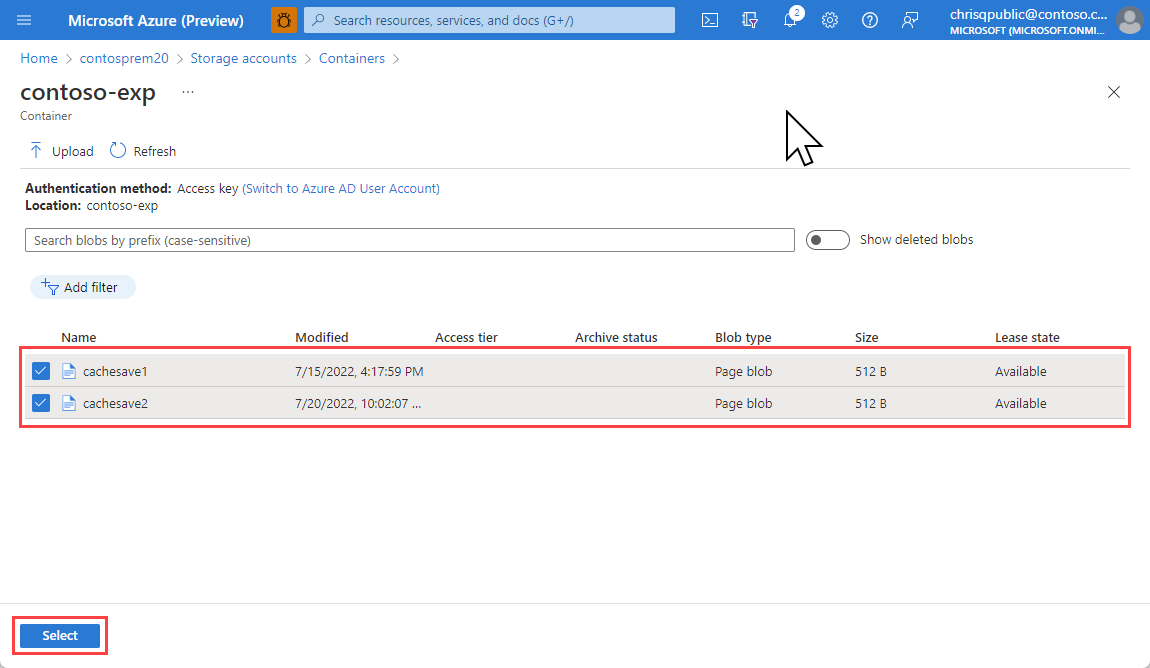 Microsoft Azure (Preview)
Search resources, services, and docs (G+/)
2
chrisqpublic@contoso.c...
MICROSOFT (MICROSOFT.ONMI...
Home > contosprem20 > Storage accounts > Containers >
contoso-exp ...
Container
Upload Refresh
Authentication method: Access key (Switch to Azure AD User Account)
Location: contoso-exp
Search blobs by prefix (case-sensitive)
Show deleted blobs
Add filter
Name Modified Access tier Archive status Blob type Size Lease state
cachesave1 7/15/2022, 4:17:59 PM Page blob 512 B Available
cachesave2 7/20/2022, 10:02:07 ... Page blob 512 B Available
Select